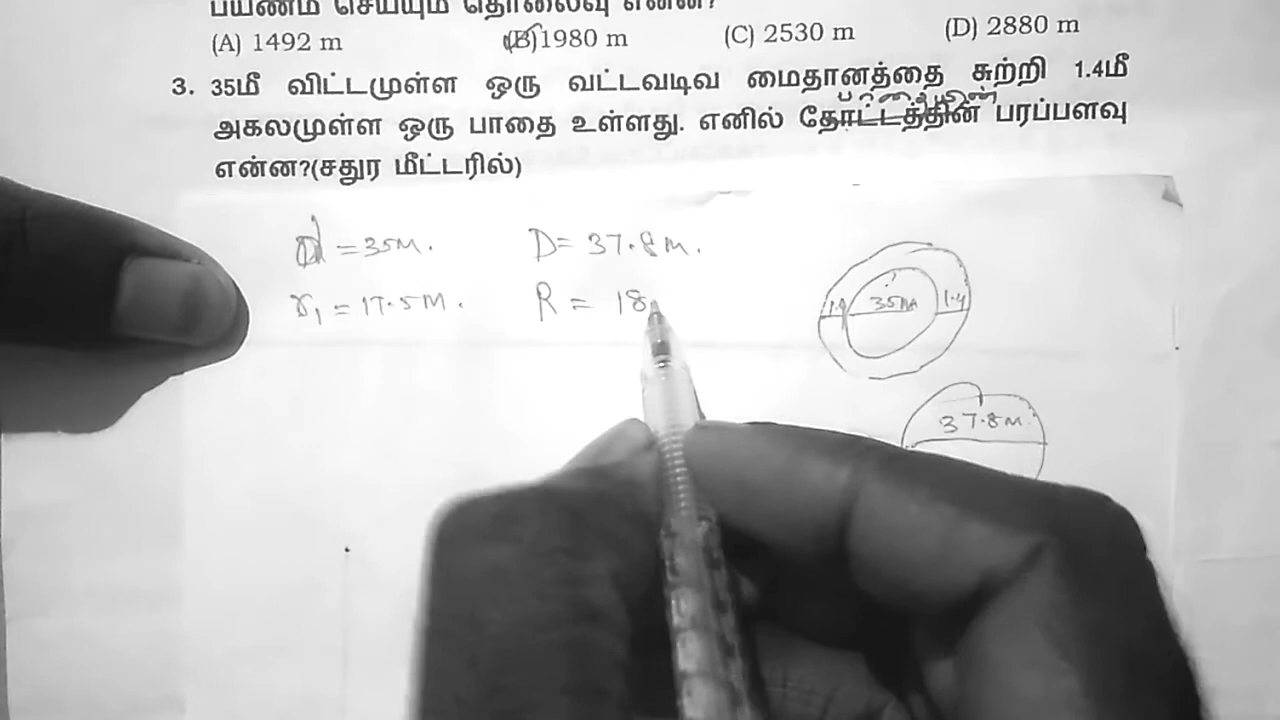 பயணம் செய்யும் தொலைவு என்ன?
(A) 1492 m (B) 1980 m (C) 2530 m (D) 2880 m
3. 35மீ விட்டமுள்ள ஒரு வட்டவடிவ மைதானத்தை சுற்றி 1.4மீ
பாதையின்
அகலமுள்ள ஒரு பாதை உள்ளது. எனில் தோட்டத்தின் பரப்பளவு
என்ன?(சதுர மீட்டரில்)
d = 35M. D = 37.8M.
r₁ = 17.5M. R = 18
1.4 35M 1.4
37.8M